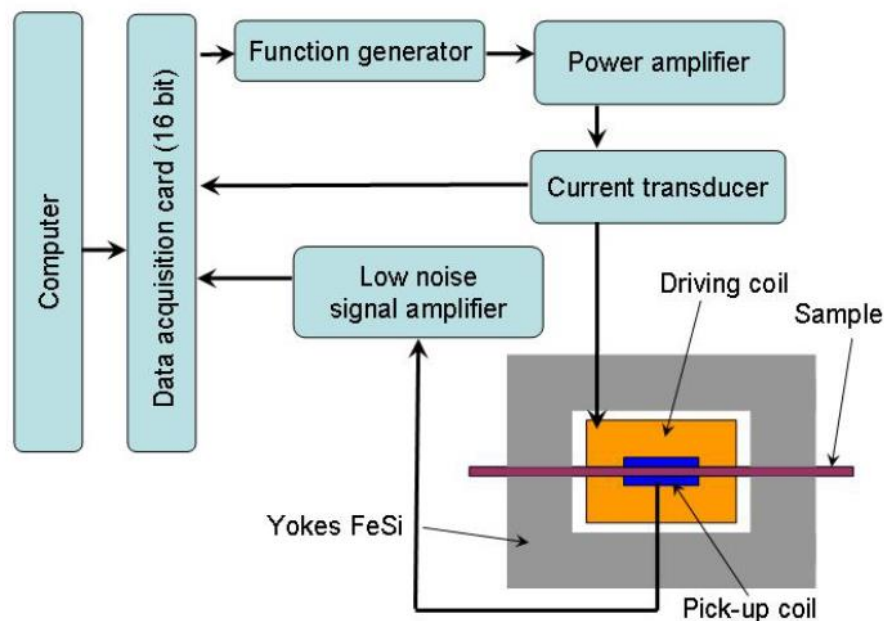 Function generator
Power amplifier
Computer
Data acquisition card (16 bit)
Current transducer
Low noise
signal amplifier
Driving coil
Sample
Yokes FeSi
Pick-up coil